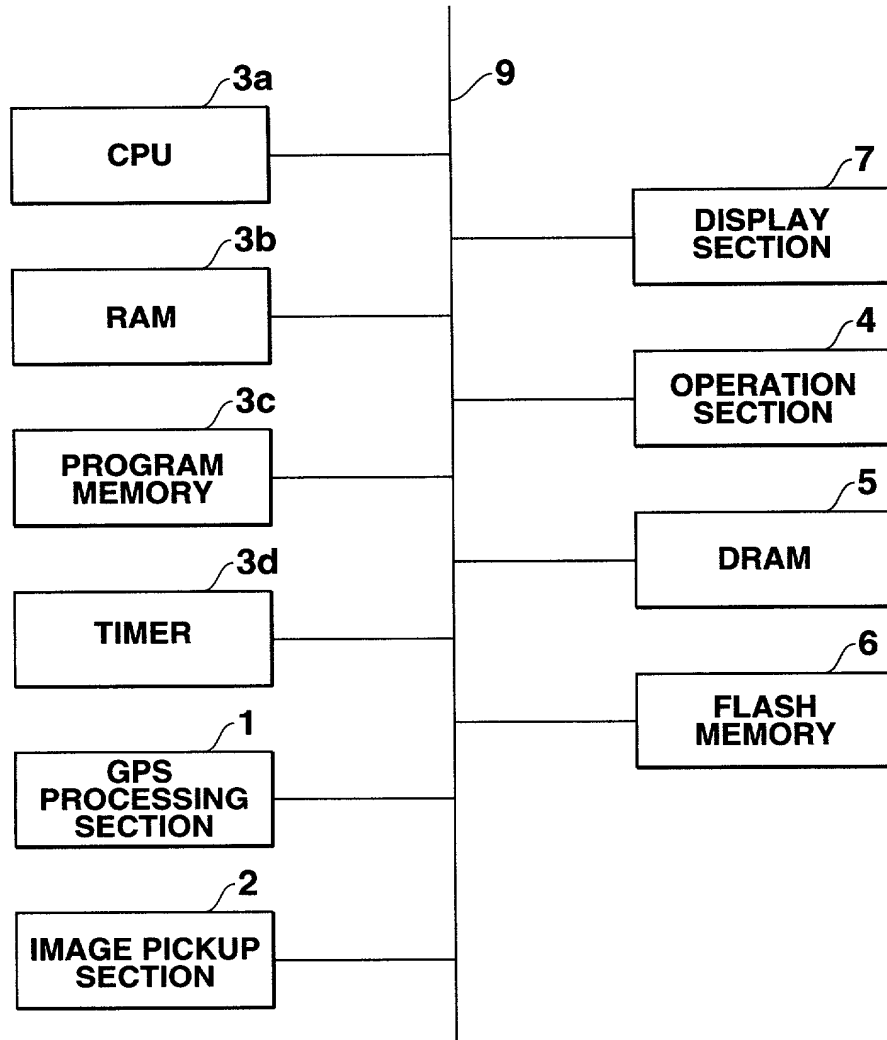 3a
CPU
3b
RAM
3c
PROGRAM
MEMORY
3d
TIMER
1
GPS
PROCESSING
SECTION
2
IMAGE PICKUP
SECTION
9
7
DISPLAY
SECTION
4
OPERATION
SECTION
5
DRAM
6
FLASH
MEMORY